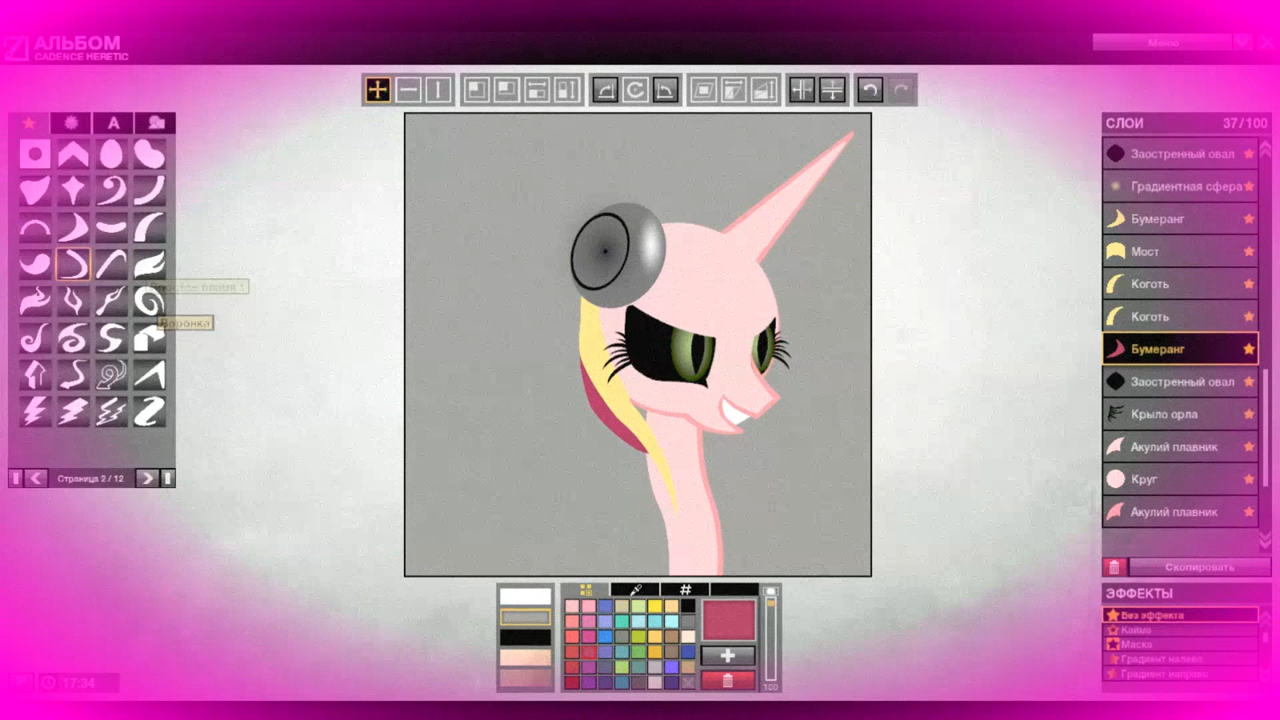 АЛЬБОМ
CADENCE HERETIC
Меню
A
СЛОИ 37/100
Заостренный овал
Градиентная сфера
Бумеранг
Мост
Коготь
Коготь
Бумеранг
Заостренный овал
Крыло орла
Акулий плавник
Круг
Акулий плавник
Воронка
Страница 2 / 12
Скопировать
ЭФФЕКТЫ
Без эффекта
Кайма
Маска
Градиент налево
Градиент направо
#
100
17:34